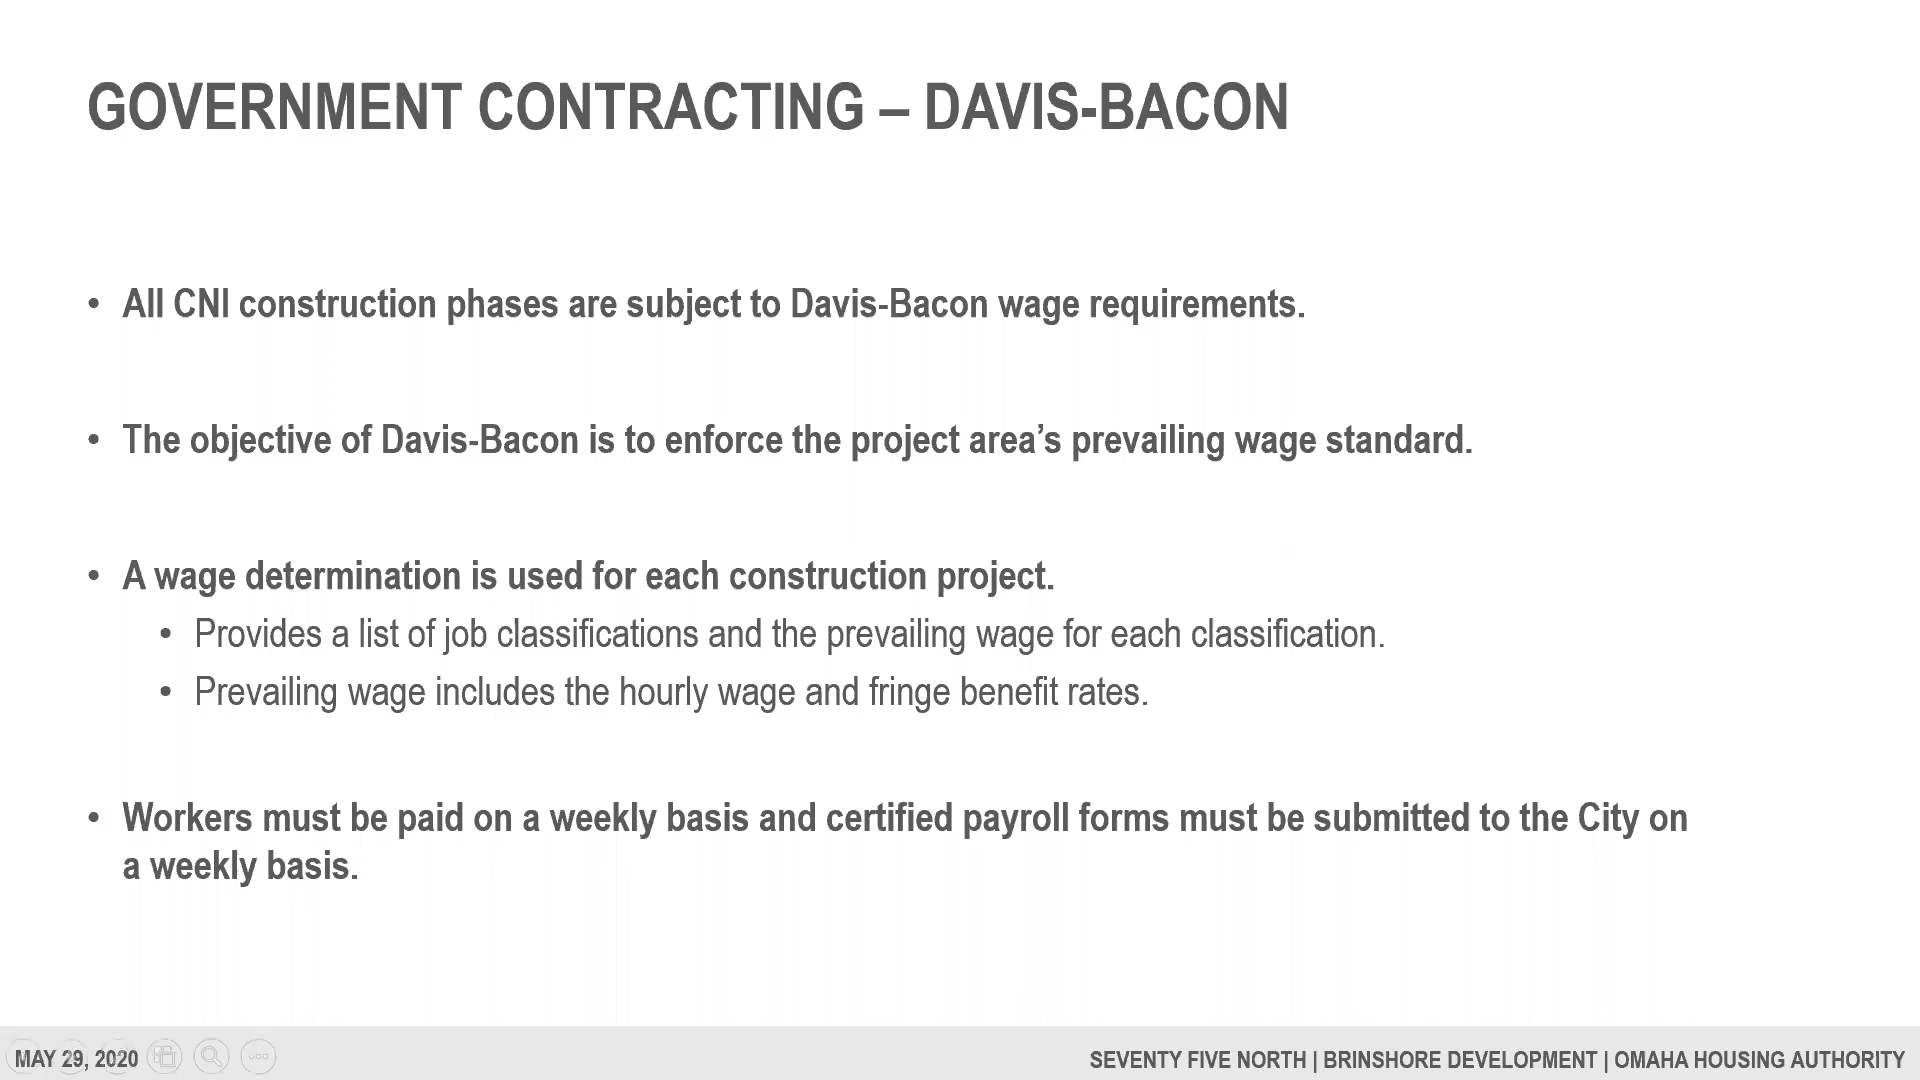 GOVERNMENT CONTRACTING – DAVIS-BACON
• All CNI construction phases are subject to Davis-Bacon wage requirements.
• The objective of Davis-Bacon is to enforce the project area’s prevailing wage standard.
• A wage determination is used for each construction project.
• Provides a list of job classifications and the prevailing wage for each classification.
• Prevailing wage includes the hourly wage and fringe benefit rates.
• Workers must be paid on a weekly basis and certified payroll forms must be submitted to the City on
a weekly basis.
MAY 29, 2020
SEVENTY FIVE NORTH | BRINSHORE DEVELOPMENT | OMAHA HOUSING AUTHORITY